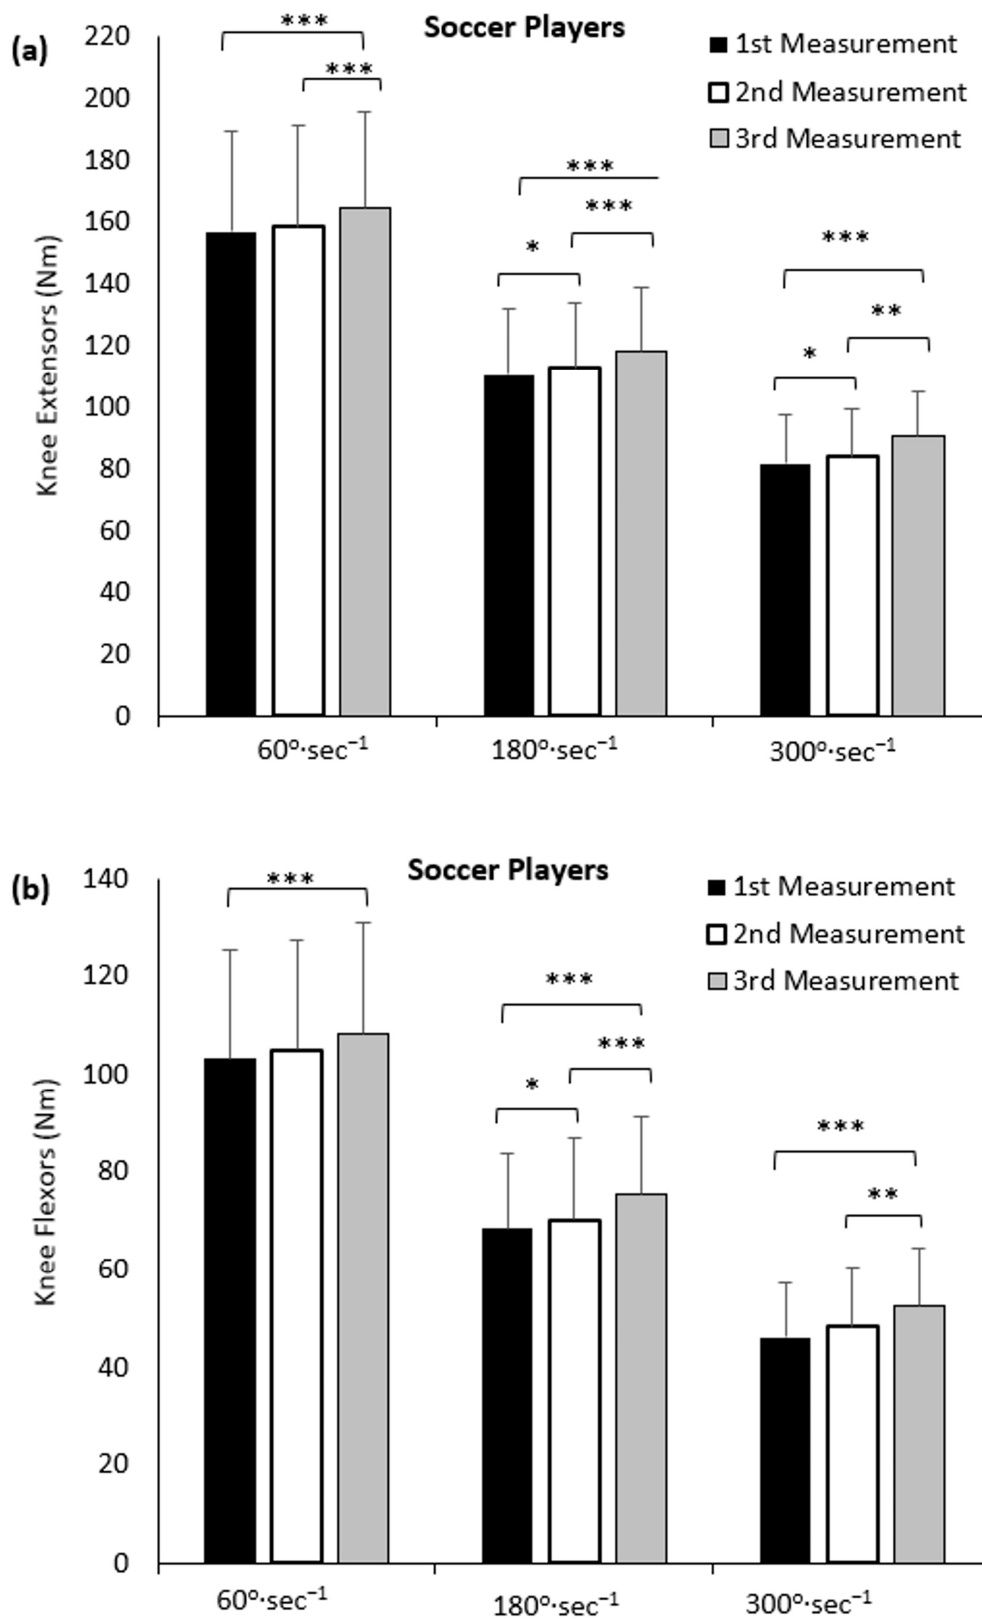 (a)
Soccer Players
1st Measurement
2nd Measurement
3rd Measurement
Knee Extensors (Nm)
220
200
180
160
140
120
100
80
60
40
20
0
***
***
***
***
*
***
**
*
60°·sec⁻¹
180°·sec⁻¹
300°·sec⁻¹
(b)
Soccer Players
1st Measurement
2nd Measurement
3rd Measurement
Knee Flexors (Nm)
140
120
100
80
60
40
20
0
***
***
***
*
***
**
60°·sec⁻¹
180°·sec⁻¹
300°·sec⁻¹